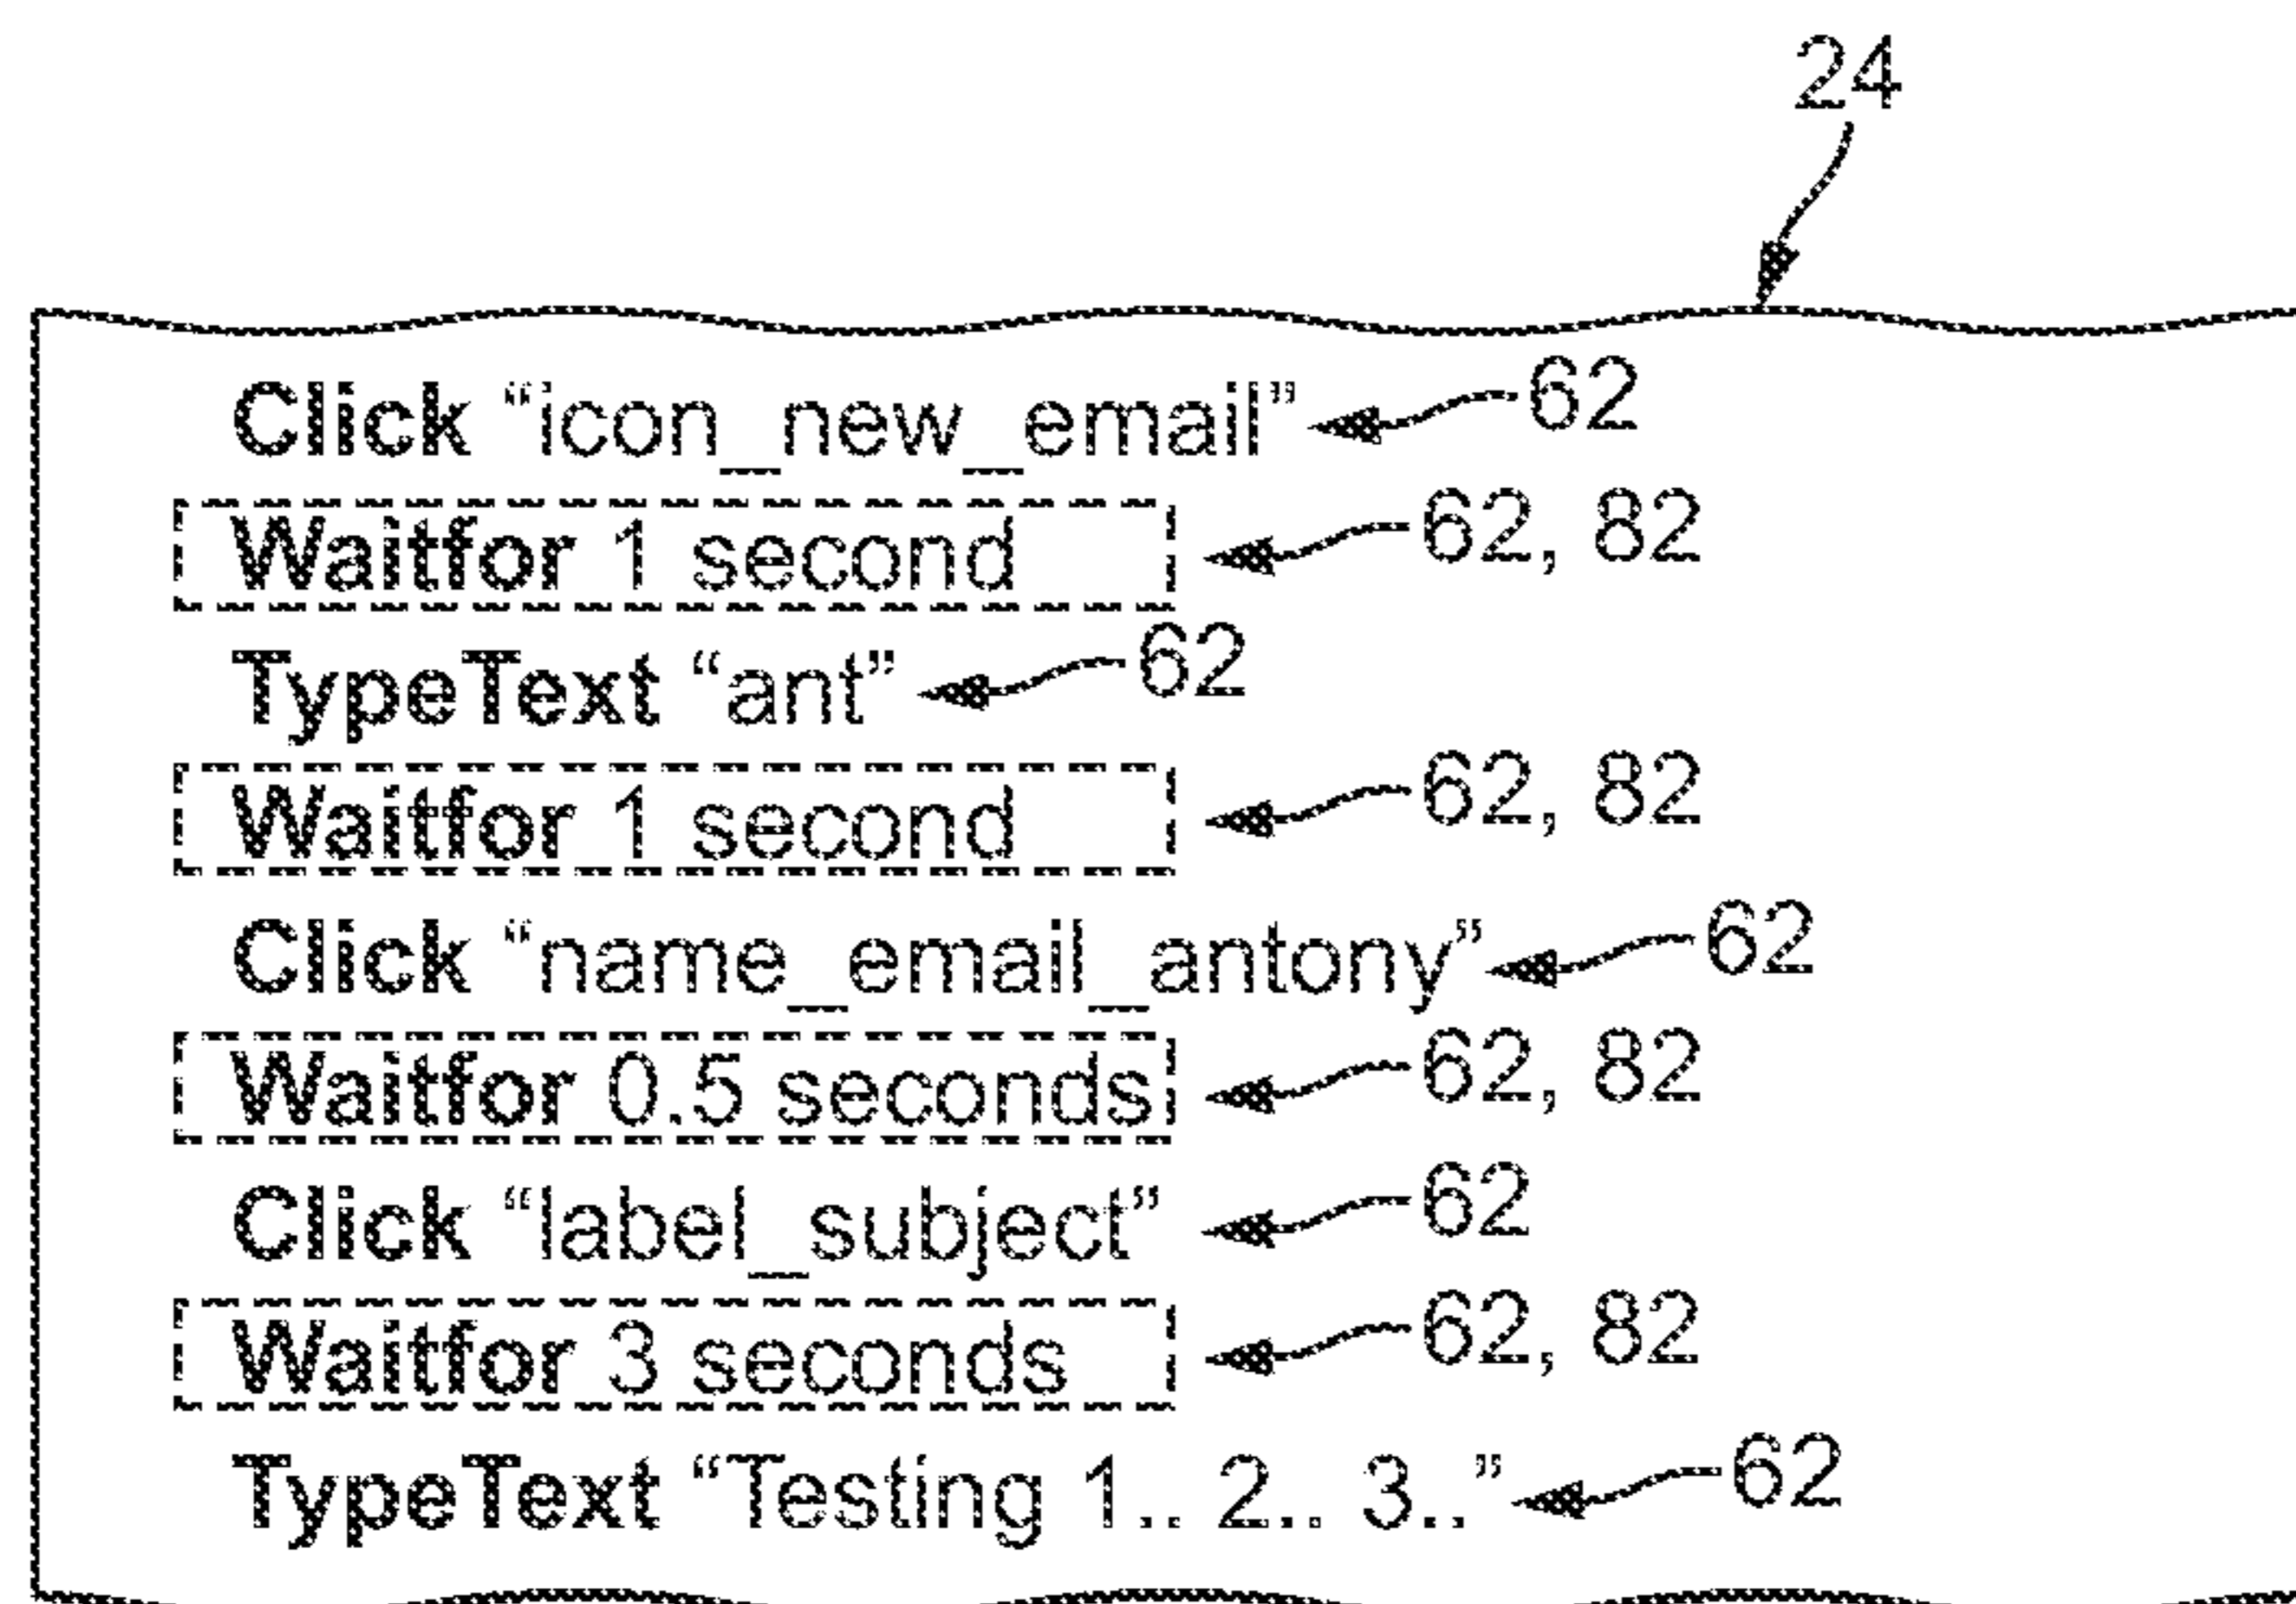 24
Click “icon_new_email” 62
Waitfor 1 second 62, 82
TypeText “ant” 62
Waitfor 1 second 62, 82
Click “name_email_antony” 62
Waitfor 0.5 seconds 62, 82
Click “label_subject” 62
Waitfor 3 seconds 62, 82
TypeText “Testing 1.. 2.. 3..” 62